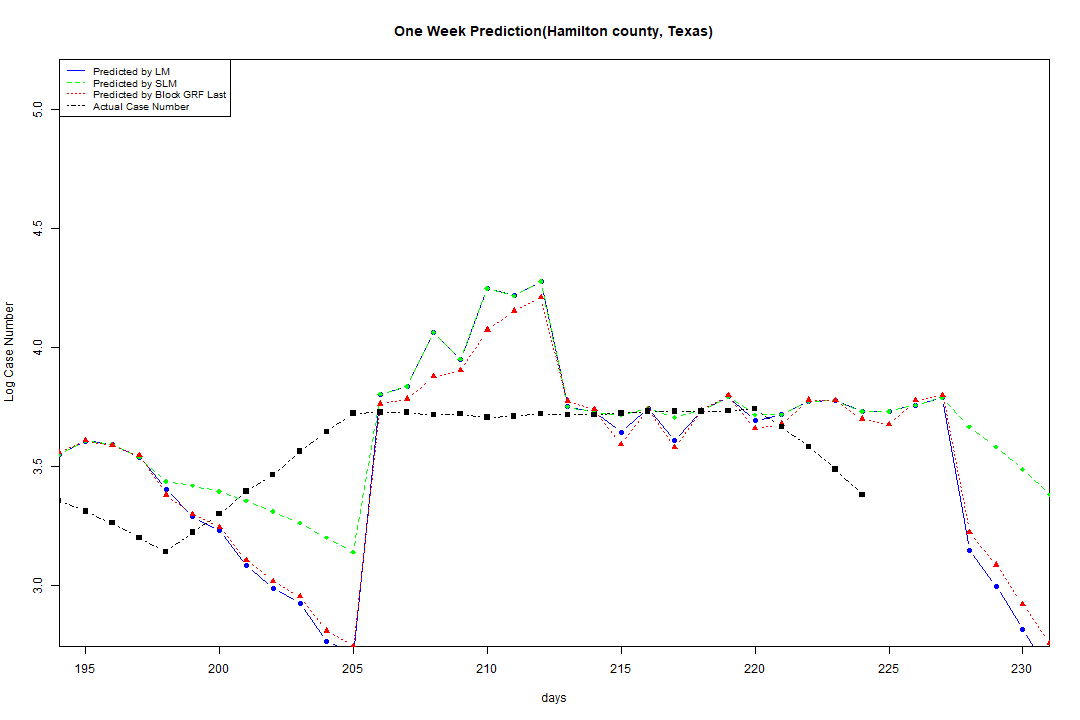 One Week Prediction(Hamilton county, Texas)
Predicted by LM
Predicted by SLM
Predicted by Block GRF Last
Actual Case Number
5.0
4.5
4.0
3.5
3.0
Log Case Number
195 200 205 210 215 220 225 230
days